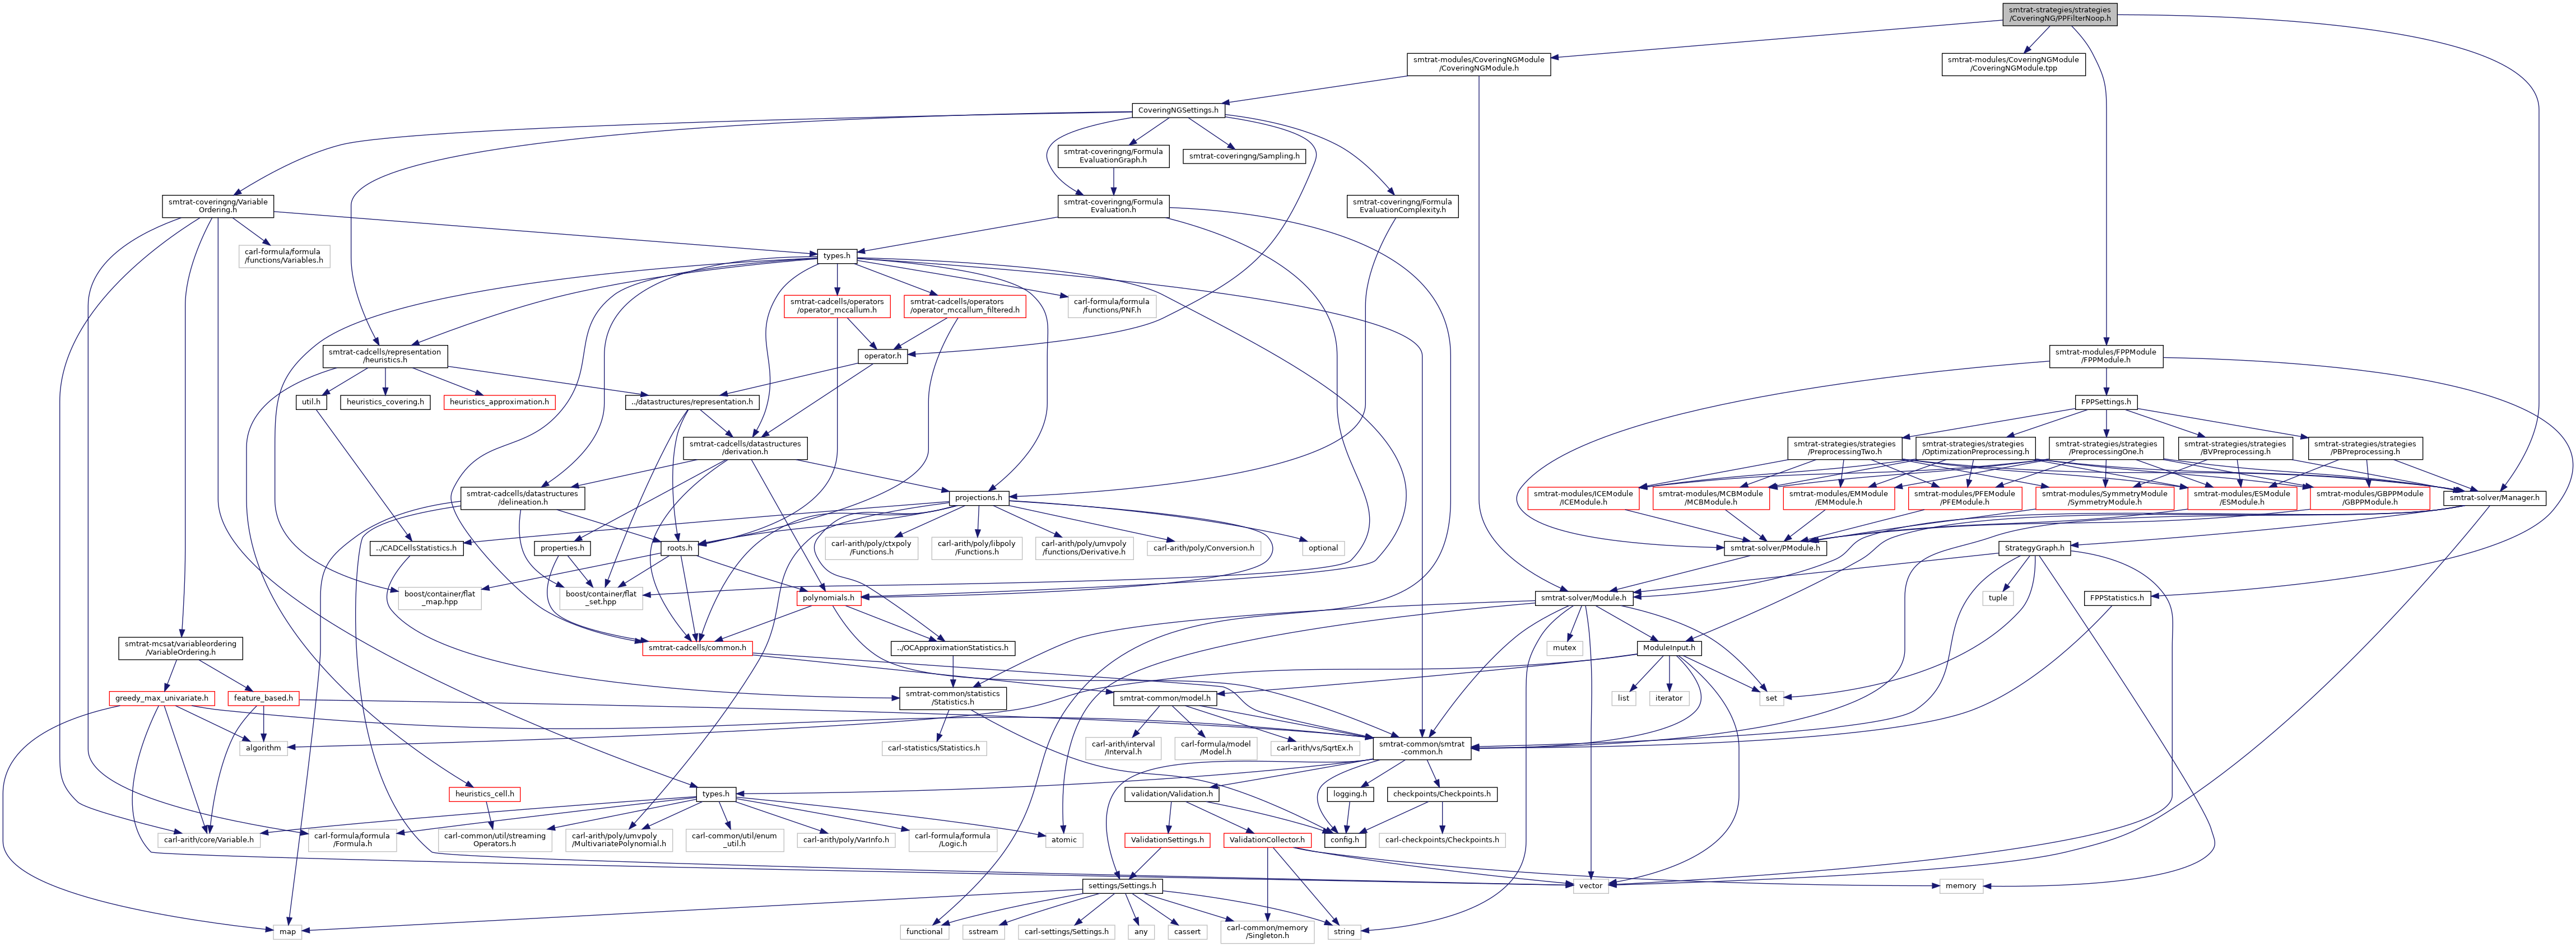 smtrat-strategies/strategies
/CoveringNG/PPFilterNoop.h
smtrat-modules/CoveringNGModule
/CoveringNGModule.h
smtrat-modules/CoveringNGModule
/CoveringNGModule.tpp
CoveringNGSettings.h
smtrat-coveringng/Formula
EvaluationGraph.h
smtrat-coveringng/Sampling.h
smtrat-coveringng/Variable
Ordering.h
smtrat-coveringng/Formula
Evaluation.h
smtrat-coveringng/Formula
EvaluationComplexity.h
carl-formula/formula
/functions/Variables.h
types.h
smtrat-cadcells/operators
/operator_mccallum.h
smtrat-cadcells/operators
/operator_mccallum_filtered.h
carl-formula/formula
/functions/PNF.h
smtrat-cadcells/representation
/heuristics.h
operator.h
smtrat-modules/FPPModule
/FPPModule.h
util.h
heuristics_covering.h
heuristics_approximation.h
../datastructures/representation.h
FPPSettings.h
smtrat-cadcells/datastructures
/derivation.h
smtrat-strategies/strategies
/PreprocessingTwo.h
smtrat-strategies/strategies
/OptimizationPreprocessing.h
smtrat-strategies/strategies
/PreprocessingOne.h
smtrat-strategies/strategies
/BVPreprocessing.h
smtrat-strategies/strategies
/PBPreprocessing.h
smtrat-cadcells/datastructures
/delineation.h
projections.h
smtrat-modules/ICEModule
/ICEModule.h
smtrat-modules/MCBModule
/MCBModule.h
smtrat-modules/EMModule
/EMModule.h
smtrat-modules/PFEModule
/PFEModule.h
smtrat-modules/SymmetryModule
/SymmetryModule.h
smtrat-modules/ESModule
/ESModule.h
smtrat-modules/GBPPModule
/GBPPModule.h
smtrat-solver/Manager.h
../CADCellsStatistics.h
properties.h
roots.h
carl-arith/poly/ctxpoly
/Functions.h
carl-arith/poly/libpoly
/Functions.h
carl-arith/poly/umvpoly
/functions/Derivative.h
carl-arith/poly/Conversion.h
optional
smtrat-solver/PModule.h
StrategyGraph.h
boost/container/flat
_map.hpp
boost/container/flat
_set.hpp
polynomials.h
smtrat-solver/Module.h
tuple
FPPStatistics.h
smtrat-mcsat/variableordering
/VariableOrdering.h
smtrat-cadcells/common.h
../OCApproximationStatistics.h
mutex
ModuleInput.h
greedy_max_univariate.h
feature_based.h
smtrat-common/statistics
/Statistics.h
smtrat-common/model.h
list
iterator
set
algorithm
carl-statistics/Statistics.h
carl-arith/interval
/Interval.h
carl-formula/model
/Model.h
carl-arith/vs/SqrtEx.h
smtrat-common/smtrat
-common.h
heuristics_cell.h
types.h
validation/Validation.h
logging.h
checkpoints/Checkpoints.h
carl-arith/core/Variable.h
carl-formula/formula
/Formula.h
carl-common/util/streaming
Operators.h
carl-arith/poly/umvpoly
/MultivariatePolynomial.h
carl-common/util/enum
_util.h
carl-arith/poly/VarInfo.h
carl-formula/formula
/Logic.h
atomic
ValidationSettings.h
ValidationCollector.h
config.h
carl-checkpoints/Checkpoints.h
settings/Settings.h
vector
memory
map
functional
sstream
carl-settings/Settings.h
any
cassert
carl-common/memory
/Singleton.h
string